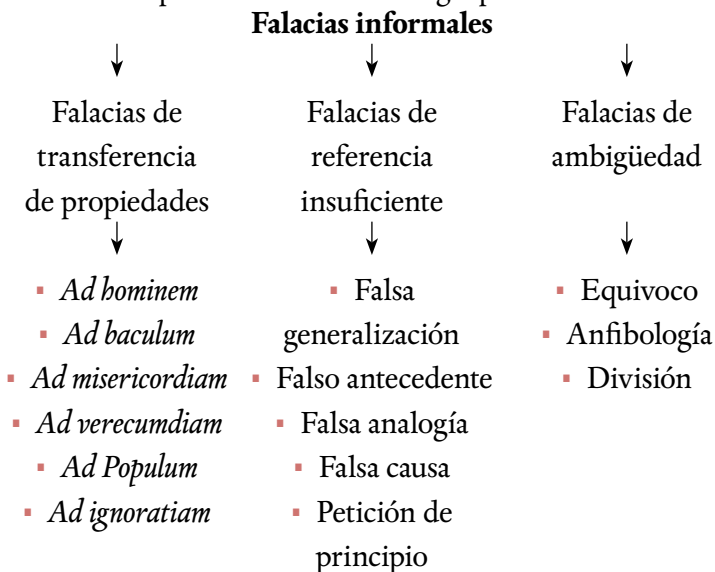 Falacias informales
Falacias de
transferencia
de propiedades
▪ Ad hominem
▪ Ad baculum
▪ Ad misericordiam
▪ Ad verecumdiam
▪ Ad Populum
▪ Ad ignoratiam
Falacias de
referencia
insuficiente
▪ Falsa
generalización
▪ Falso antecedente
▪ Falsa analogía
▪ Falsa causa
▪ Petición de
principio
Falacias de
ambigüedad
▪ Equivoco
▪ Anfibología
▪ División